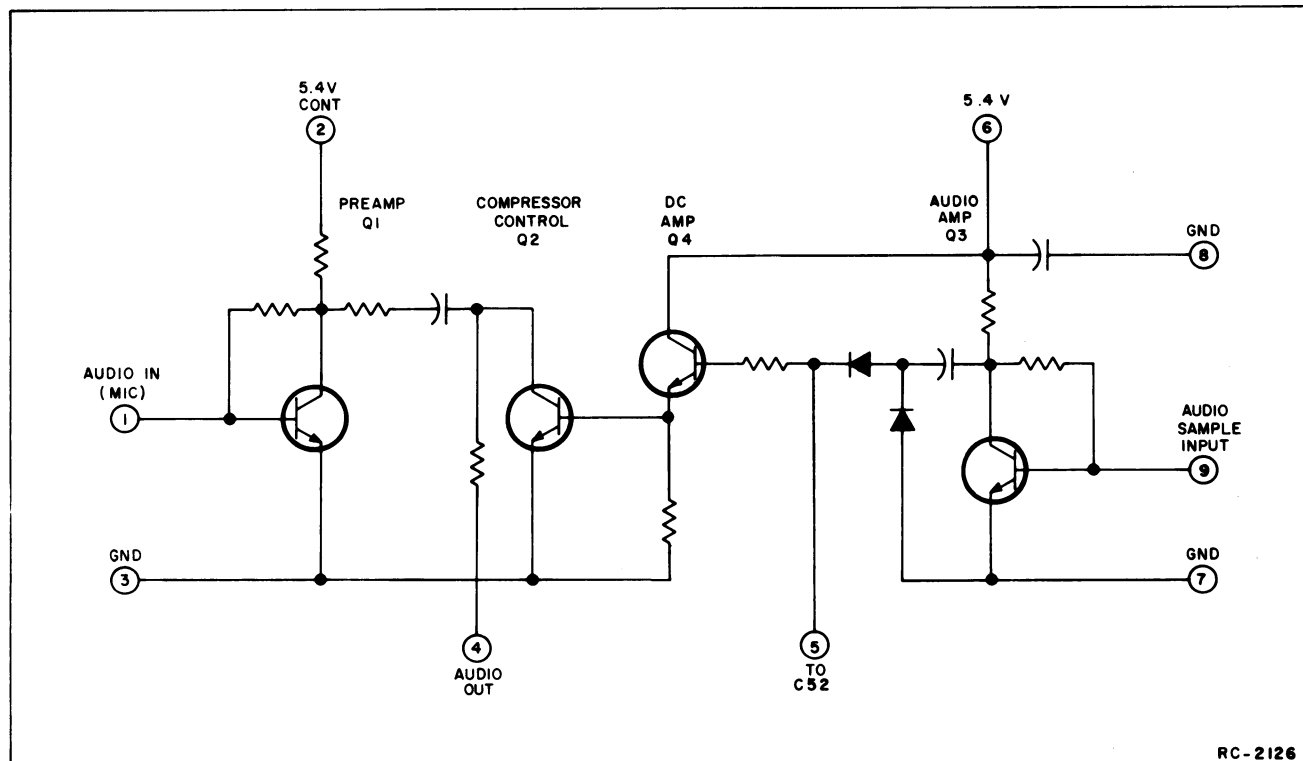 5.4V
CONT
2
5.4 V
6
PREAMP
Q1
COMPRESSOR
CONTROL
Q2
DC
AMP
Q4
AUDIO
AMP
Q3
GND
8
AUDIO IN
(MIC)
1
AUDIO
SAMPLE
INPUT
9
GND
3
GND
7
4
AUDIO
OUT
5
TO
C52
RC-2126